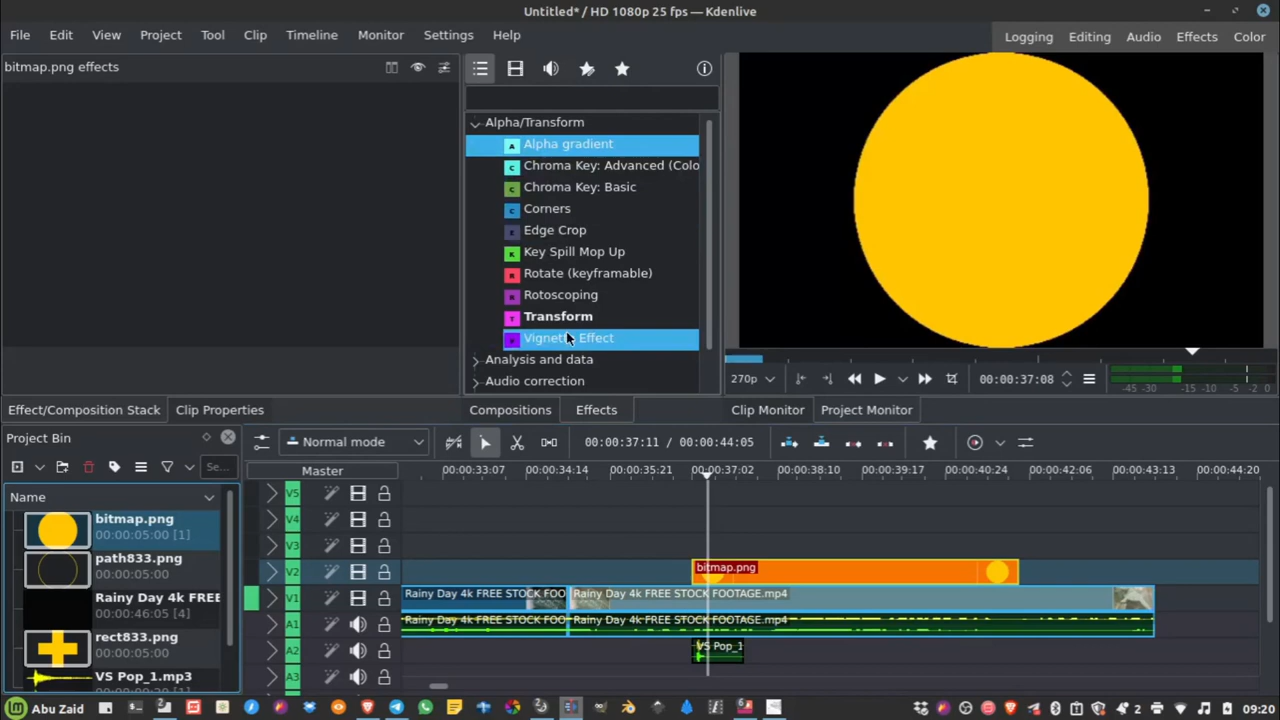 Untitled* / HD 1080p 25 fps — Kdenlive
File Edit View Project Tool Clip Timeline Monitor Settings Help
Logging Editing Audio Effects Color
bitmap.png effects
Alpha/Transform
Alpha gradient
Chroma Key: Advanced (Colo
Chroma Key: Basic
Corners
Edge Crop
Key Spill Mop Up
Rotate (keyframable)
Rotoscoping
Transform
Vignette Effect
Analysis and data
Audio correction
270p
00:00:37:08
-45 -30 -15 -10 -5 -2 0
Effect/Composition Stack Clip Properties
Compositions Effects
Clip Monitor Project Monitor
Project Bin
Normal mode
00:00:37:11 / 00:00:44:05
Se...
Name
bitmap.png
00:00:05:00 [1]
path833.png
00:00:05:00
Rainy Day 4k FREE
00:00:46:05 [4]
rect833.png
00:00:05:00
VS Pop_1.mp3
Master
00:00:33:07 00:00:34:14 00:00:35:21 00:00:37:02 00:00:38:10 00:00:39:17 00:00:40:24 00:00:42:06 00:00:43:13 00:00:44:20
V5
V4
V3
V2
bitmap.png
V1
Rainy Day 4k FREE STOCK FOO
Rainy Day 4k FREE STOCK FOOTAGE.mp4
A1
Rainy Day 4k FREE STOCK FOO
Rainy Day 4k FREE STOCK FOOTAGE.mp4
A2
VS Pop_1
A3
Abu Zaid
2
09:20